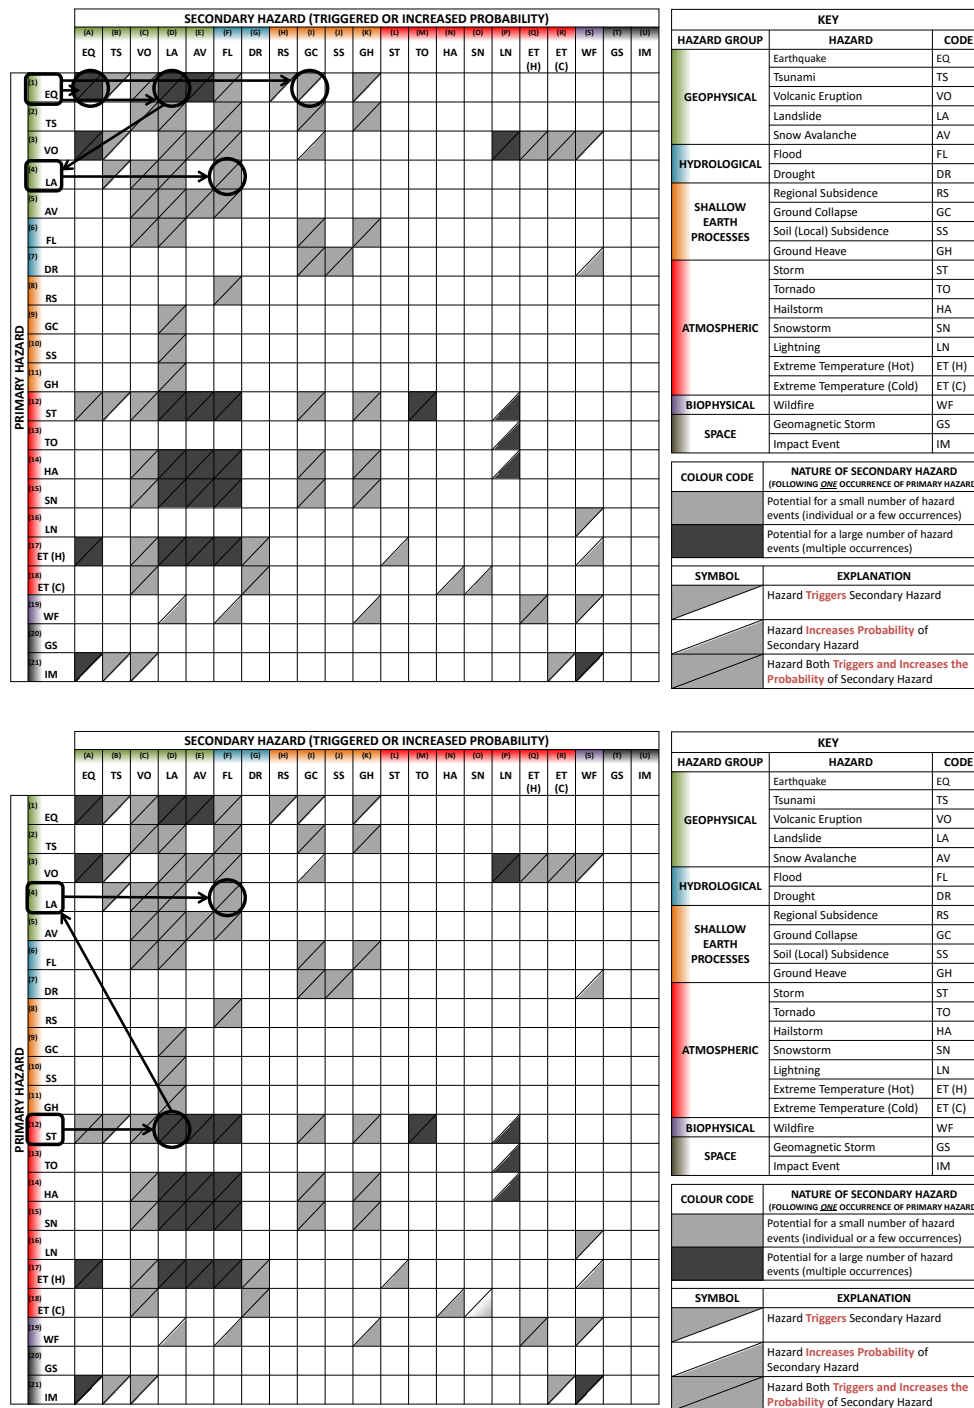 SECONDARY HAZARD (TRIGGERED OR INCREASED PROBABILITY)
(A) (B) (C) (D) (E) (F) (G) (H) (I) (J) (K) (L) (M) (N) (O) (P) (Q) (R) (S) (T) (U)
EQ TS VO LA AV FL DR RS GC SS GH ST TO HA SN LN ET (H) ET (C) WF GS IM
PRIMARY HAZARD
(1) EQ
(2) TS
(3) VO
(4) LA
(5) AV
(6) FL
(7) DR
(8) RS
(9) GC
(10) SS
(11) GH
(12) ST
(13) TO
(14) HA
(15) SN
(16) LN
(17) ET (H)
(18) ET (C)
(19) WF
(20) GS
(21) IM
KEY
HAZARD GROUP HAZARD CODE
GEOPHYSICAL
Earthquake EQ
Tsunami TS
Volcanic Eruption VO
Landslide LA
Snow Avalanche AV
HYDROLOGICAL
Flood FL
Drought DR
SHALLOW EARTH PROCESSES
Regional Subsidence RS
Ground Collapse GC
Soil (Local) Subsidence SS
Ground Heave GH
ATMOSPHERIC
Storm ST
Tornado TO
Hailstorm HA
Snowstorm SN
Lightning LN
Extreme Temperature (Hot) ET (H)
Extreme Temperature (Cold) ET (C)
BIOPHYSICAL Wildfire WF
SPACE
Geomagnetic Storm GS
Impact Event IM
COLOUR CODE NATURE OF SECONDARY HAZARD
(FOLLOWING ONE OCCURRENCE OF PRIMARY HAZARD
Potential for a small number of hazard
events (individual or a few occurrences)
Potential for a large number of hazard
events (multiple occurrences)
SYMBOL EXPLANATION
Hazard Triggers Secondary Hazard
Hazard Increases Probability of
Secondary Hazard
Hazard Both Triggers and Increases the
Probability of Secondary Hazard
SECONDARY HAZARD (TRIGGERED OR INCREASED PROBABILITY)
(A) (B) (C) (D) (E) (F) (G) (H) (I) (J) (K) (L) (M) (N) (O) (P) (Q) (R) (S) (T) (U)
EQ TS VO LA AV FL DR RS GC SS GH ST TO HA SN LN ET (H) ET (C) WF GS IM
PRIMARY HAZARD
(1) EQ
(2) TS
(3) VO
(4) LA
(5) AV
(6) FL
(7) DR
(8) RS
(9) GC
(10) SS
(11) GH
(12) ST
(13) TO
(14) HA
(15) SN
(16) LN
(17) ET (H)
(18) ET (C)
(19) WF
(20) GS
(21) IM
KEY
HAZARD GROUP HAZARD CODE
GEOPHYSICAL
Earthquake EQ
Tsunami TS
Volcanic Eruption VO
Landslide LA
Snow Avalanche AV
HYDROLOGICAL
Flood FL
Drought DR
SHALLOW EARTH PROCESSES
Regional Subsidence RS
Ground Collapse GC
Soil (Local) Subsidence SS
Ground Heave GH
ATMOSPHERIC
Storm ST
Tornado TO
Hailstorm HA
Snowstorm SN
Lightning LN
Extreme Temperature (Hot) ET (H)
Extreme Temperature (Cold) ET (C)
BIOPHYSICAL Wildfire WF
SPACE
Geomagnetic Storm GS
Impact Event IM
COLOUR CODE NATURE OF SECONDARY HAZARD
(FOLLOWING ONE OCCURRENCE OF PRIMARY HAZARD
Potential for a small number of hazard
events (individual or a few occurrences)
Potential for a large number of hazard
events (multiple occurrences)
SYMBOL EXPLANATION
Hazard Triggers Secondary Hazard
Hazard Increases Probability of
Secondary Hazard
Hazard Both Triggers and Increases the
Probability of Secondary Hazard